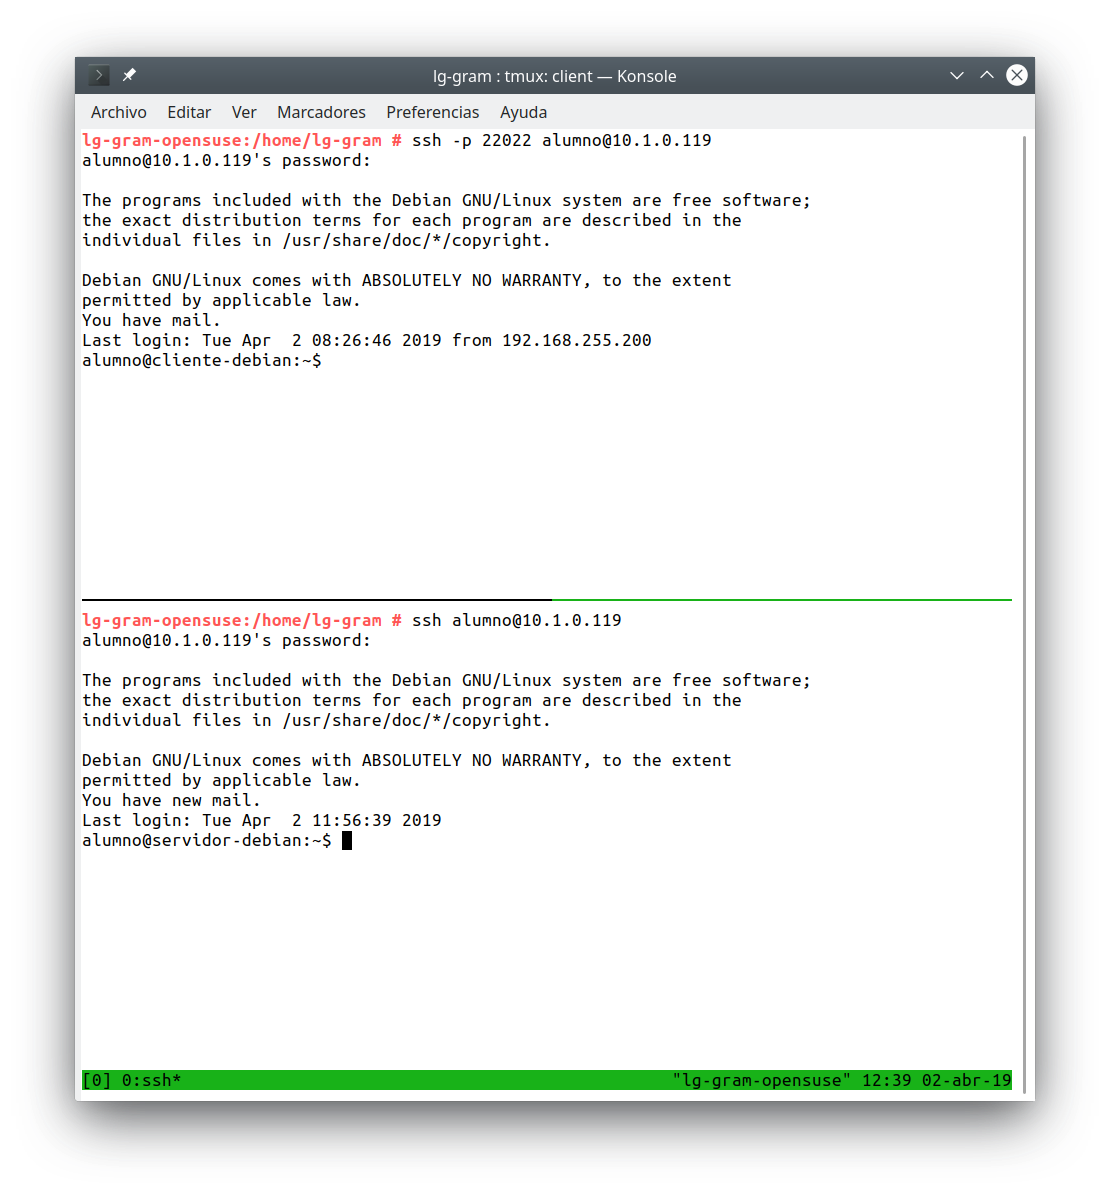 lg-gram : tmux: client — Konsole
Archivo Editar Ver Marcadores Preferencias Ayuda
lg-gram-opensuse:/home/lg-gram # ssh -p 22022 alumno@10.1.0.119
alumno@10.1.0.119's password:
The programs included with the Debian GNU/Linux system are free software;
the exact distribution terms for each program are described in the
individual files in /usr/share/doc/*/copyright.
Debian GNU/Linux comes with ABSOLUTELY NO WARRANTY, to the extent
permitted by applicable law.
You have mail.
Last login: Tue Apr  2 08:26:46 2019 from 192.168.255.200
alumno@cliente-debian:~$
lg-gram-opensuse:/home/lg-gram # ssh alumno@10.1.0.119
alumno@10.1.0.119's password:
The programs included with the Debian GNU/Linux system are free software;
the exact distribution terms for each program are described in the
individual files in /usr/share/doc/*/copyright.
Debian GNU/Linux comes with ABSOLUTELY NO WARRANTY, to the extent
permitted by applicable law.
You have new mail.
Last login: Tue Apr  2 11:56:39 2019
alumno@servidor-debian:~$
[0] 0:ssh* "lg-gram-opensuse" 12:39 02-abr-19